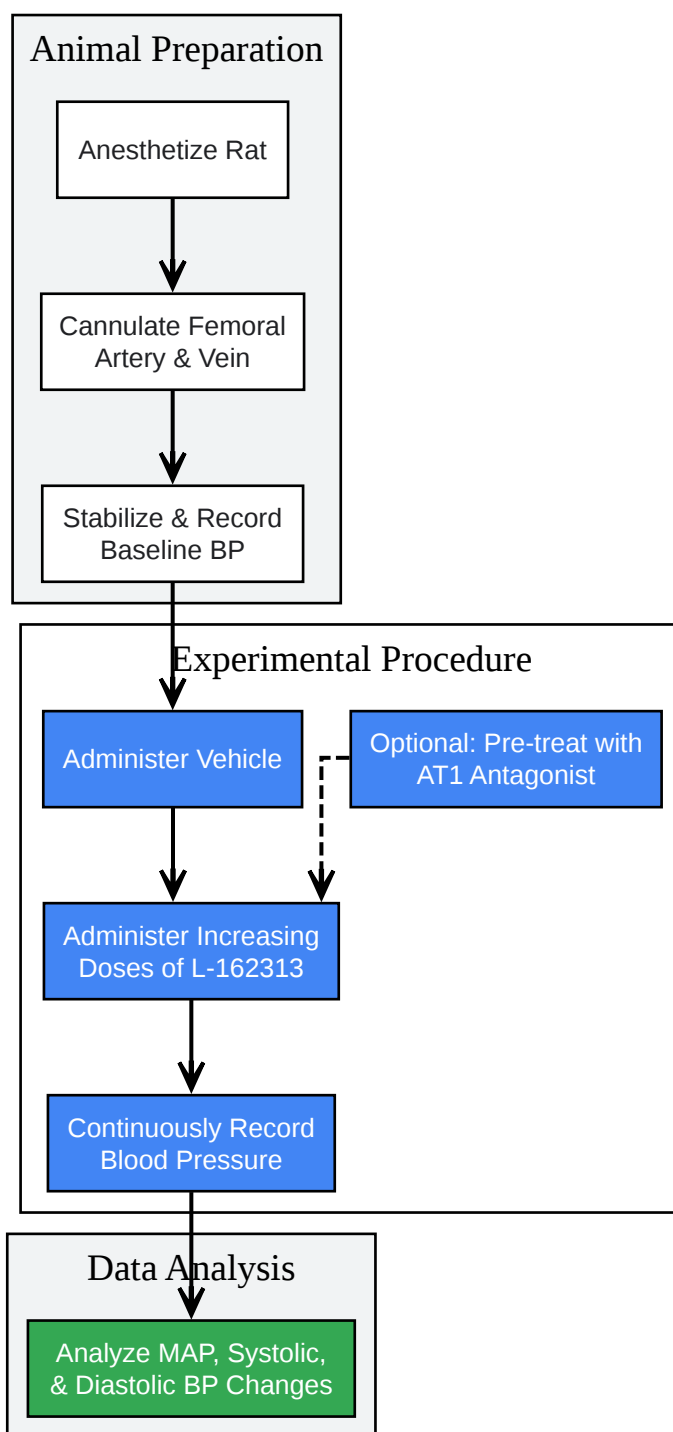 Animal Preparation
Anesthetize Rat
Cannulate Femoral
Artery & Vein
Stabilize & Record
Baseline BP
Experimental Procedure
Administer Vehicle
Optional: Pre-treat with
AT1 Antagonist
Administer Increasing
Doses of L-162313
Continuously Record
Blood Pressure
Data Analysis
Analyze MAP, Systolic,
& Diastolic BP Changes